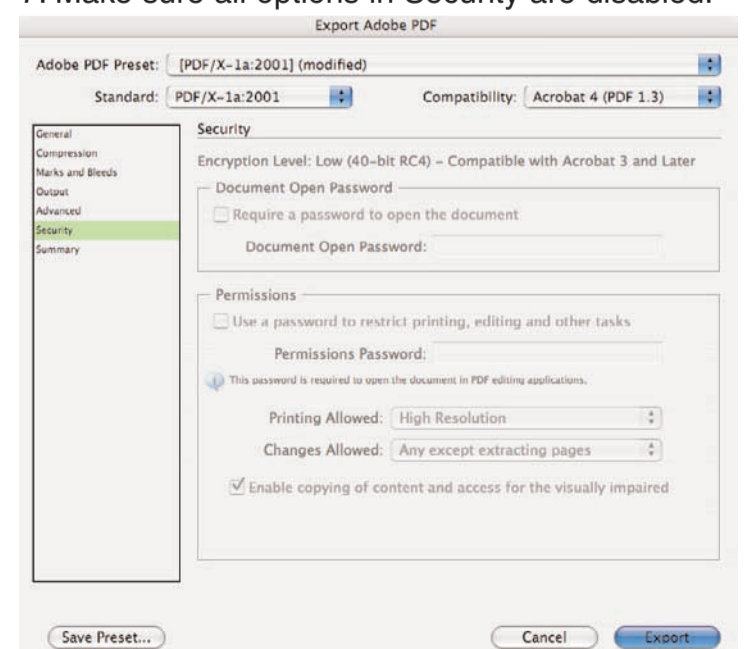 7. Make sure all options in Security are disabled.
Export Adobe PDF
Adobe PDF Preset: [PDF/X-1a:2001] (modified)
Standard: PDF/X-1a:2001 Compatibility: Acrobat 4 (PDF 1.3)
General
Compression
Marks and Bleeds
Output
Advanced
Security
Summary
Security
Encryption Level: Low (40-bit RC4) – Compatible with Acrobat 3 and Later
Document Open Password
Require a password to open the document
Document Open Password:
Permissions
Use a password to restrict printing, editing and other tasks
Permissions Password:
This password is required to open the document in PDF editing applications.
Printing Allowed: High Resolution
Changes Allowed: Any except extracting pages
Enable copying of content and access for the visually impaired
Save Preset... Cancel Export